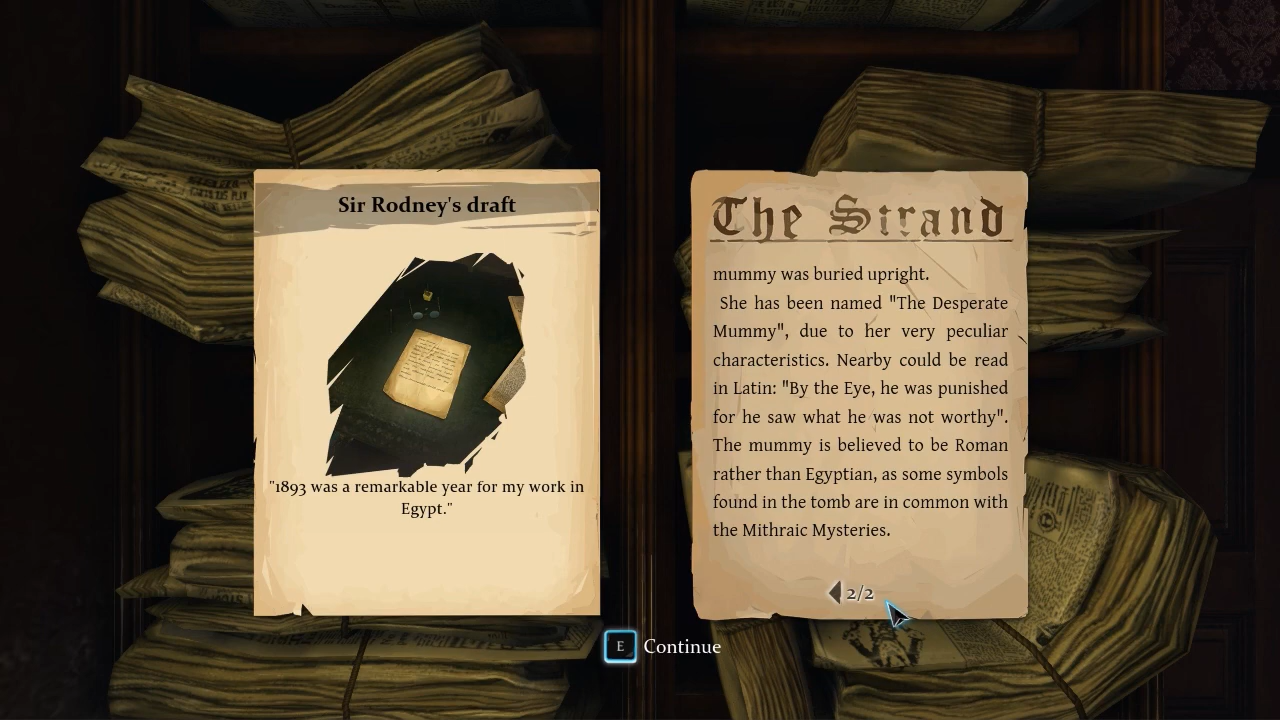 Sir Rodney's draft
"1893 was a remarkable year for my work in
Egypt."
The Strand
mummy was buried upright.
She has been named "The Desperate
Mummy", due to her very peculiar
characteristics. Nearby could be read
in Latin: "By the Eye, he was punished
for he saw what he was not worthy".
The mummy is believed to be Roman
rather than Egyptian, as some symbols
found in the tomb are in common with
the Mithraic Mysteries.
2/2
E Continue